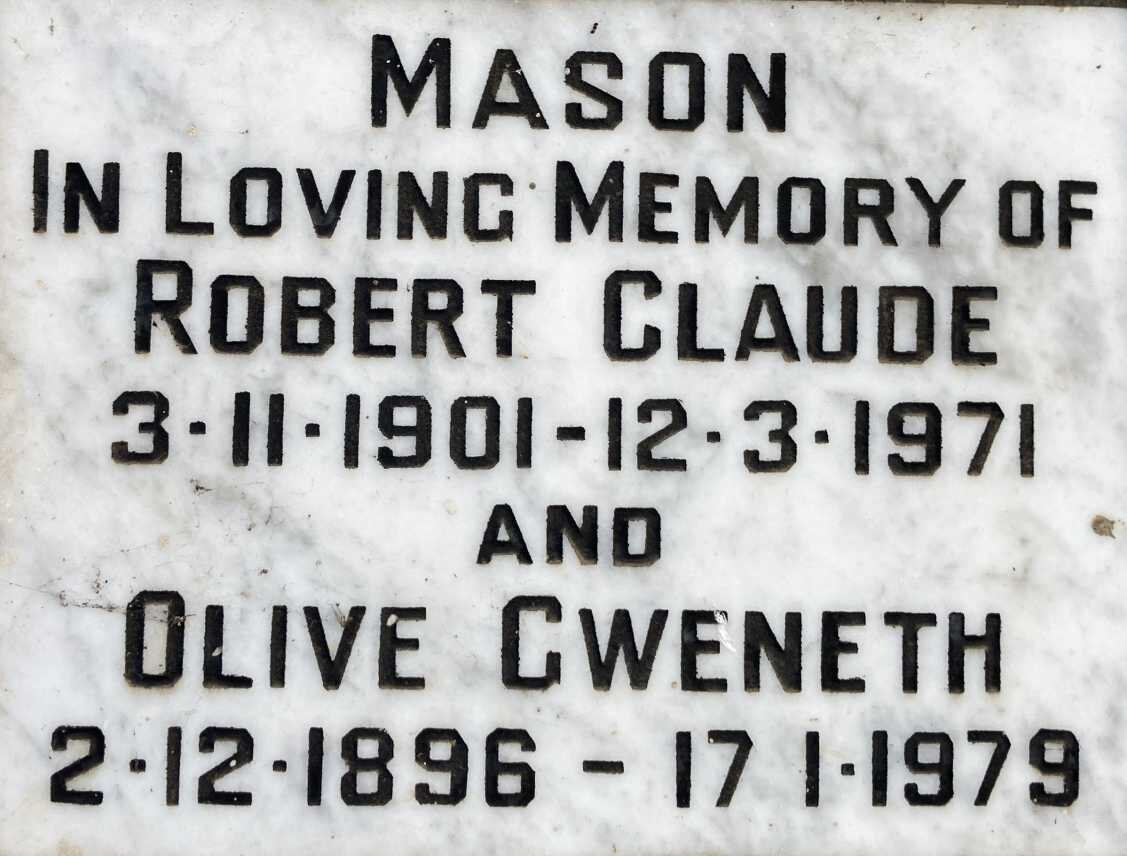 MASON
IN LOVING MEMORY OF
ROBERT CLAUDE
3·11·1901-12·3·1971
AND
OLIVE GWENETH
2·12·1896 - 17 1·1979